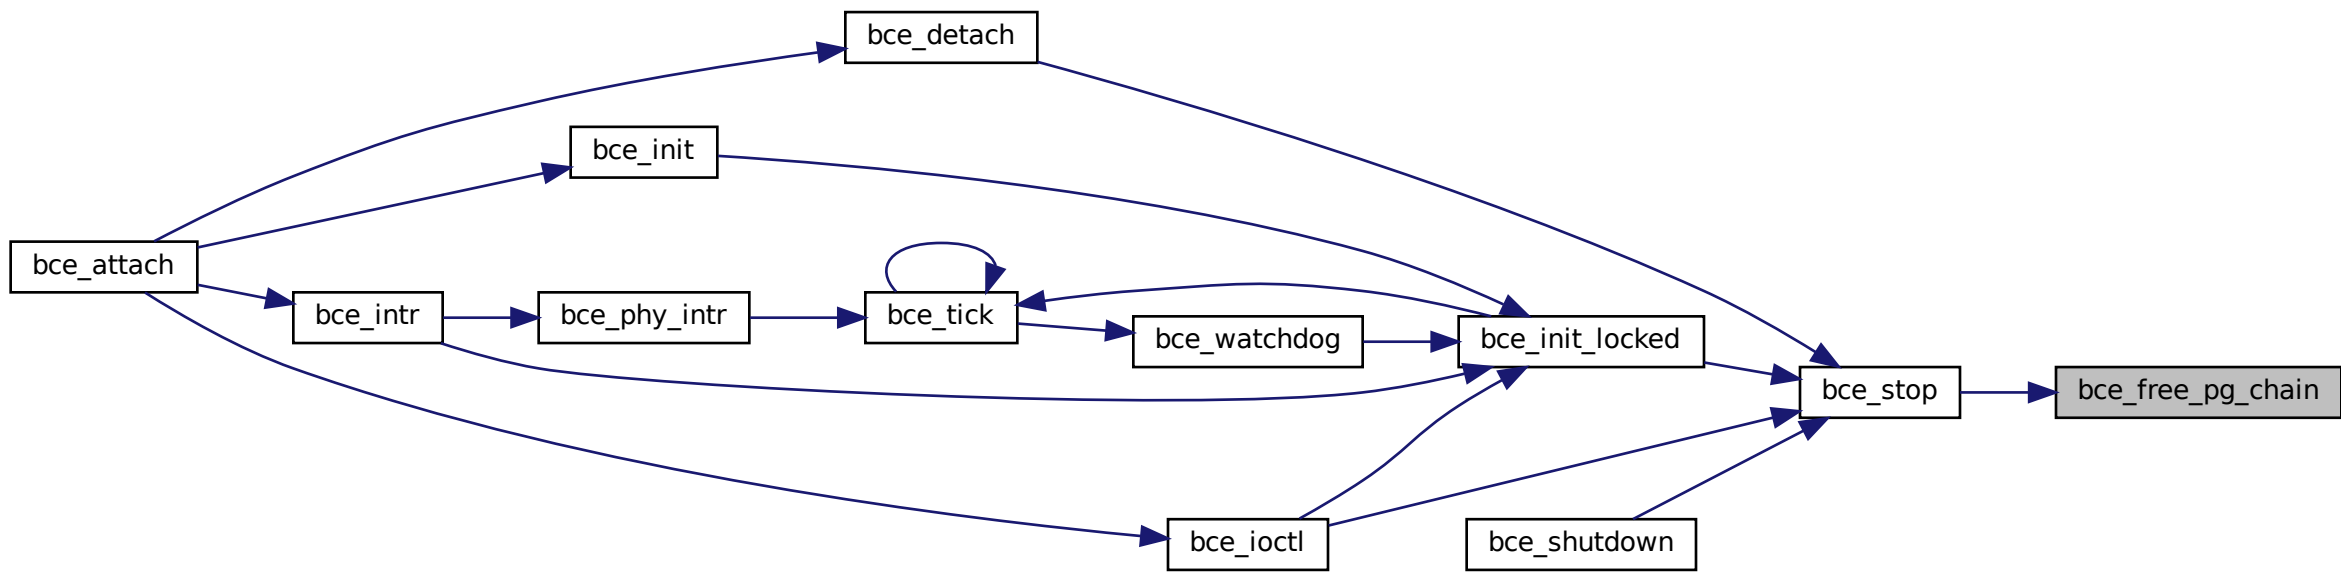 bce_detach
bce_init
bce_attach
bce_intr
bce_phy_intr
bce_tick
bce_watchdog
bce_init_locked
bce_stop
bce_free_pg_chain
bce_ioctl
bce_shutdown